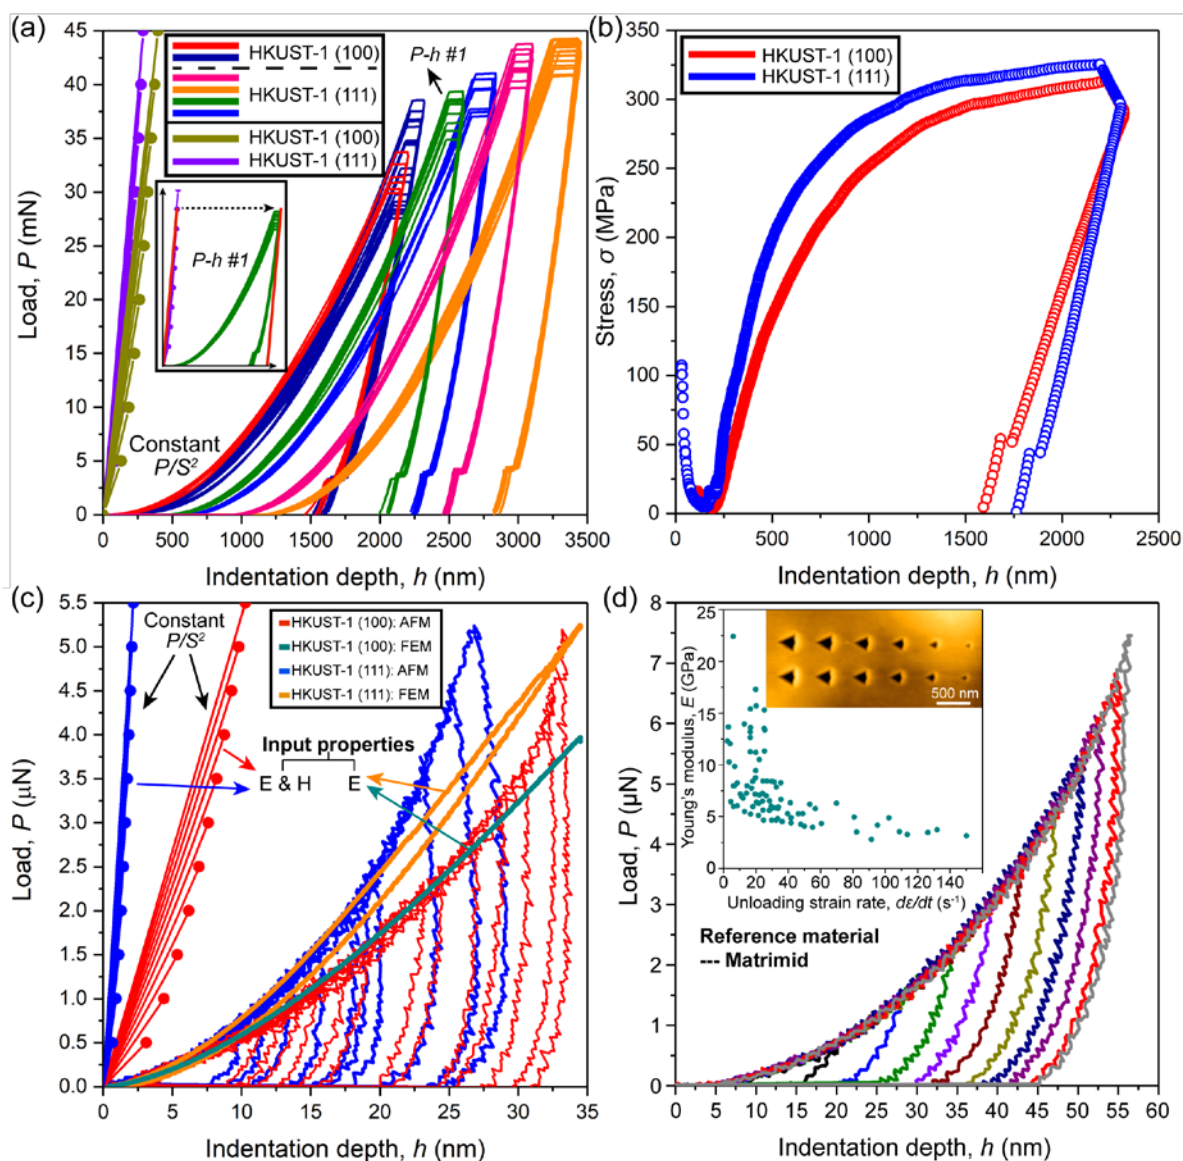 (a)
45
40
35
30
25
20
15
10
5
0
Load, P (mN)
HKUST-1 (100)
HKUST-1 (111)
HKUST-1 (100)
HKUST-1 (111)
P-h #1
P-h #1
Constant
P/S²
0 500 1000 1500 2000 2500 3000 3500
Indentation depth, h (nm)
(b)
350
300
250
200
150
100
50
0
Stress, σ (MPa)
HKUST-1 (100)
HKUST-1 (111)
0 500 1000 1500 2000 2500
Indentation depth, h (nm)
(c)
5.5
5.0
4.5
4.0
3.5
3.0
2.5
2.0
1.5
1.0
0.5
0.0
Load, P (μN)
Constant
P/S²
HKUST-1 (100): AFM
HKUST-1 (100): FEM
HKUST-1 (111): AFM
HKUST-1 (111): FEM
Input properties
E & H E
0 5 10 15 20 25 30 35
Indentation depth, h (nm)
(d)
8
7
6
5
4
3
2
1
0
Load, P (μN)
25
22
20
17
15
12
10
7
5
2
0
Young's modulus, E (GPa)
500 nm
0 20 40 60 80 100 120 140
Unloading strain rate, dε/dt (s⁻¹)
Reference material
--- Matrimid
0 5 10 15 20 25 30 35 40 45 50 55 60
Indentation depth, h (nm)